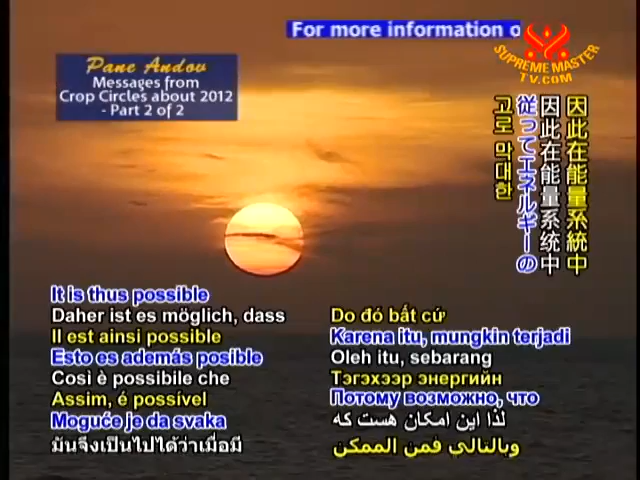 For more information o
SUPREME MASTER
TV.COM
Pane Andov
Messages from
Crop Circles about 2012
- Part 2 of 2
因此在能量系統中
因此在能量系统中
従ってエネルギーの
고로 막대한
It is thus possible
Daher ist es möglich, dass
Il est ainsi possible
Esto es además posible
Così è possibile che
Assim, é possível
Moguće je da svaka
มันจึงเป็นไปได้ว่าเมื่อมี
Do đó bất cứ
Karena itu, mungkin terjadi
Oleh itu, sebarang
Тэгэхээр энергийн
Потому возможно, что
لذا این امکان هست که
وبالتالي فمن الممكن